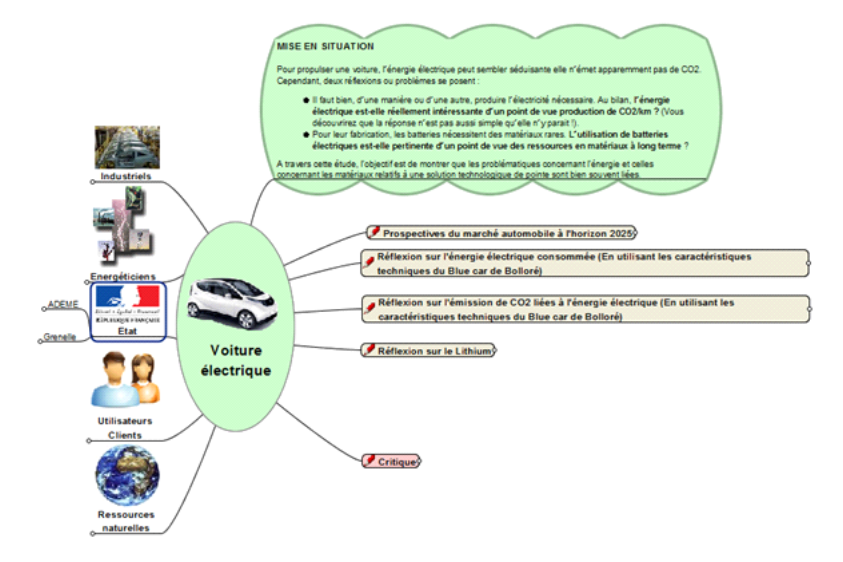 MISE EN SITUATION
Pour propulser une voiture, l'énergie électrique peut sembler séduisante elle n'émet apparemment pas de CO2.
Cependant, deux réflexions ou problèmes se posent :
● Il faut bien, d'une manière ou d'une autre, produire l'électricité nécessaire. Au bilan, l'énergie
électrique est-elle réellement intéressante d'un point de vue production de CO2/km ? (Vous
découvrirez que la réponse n'est pas aussi simple qu'elle n'y parait !).
● Pour leur fabrication, les batteries nécessitent des matériaux rares. L'utilisation de batteries
électriques est-elle pertinente d'un point de vue des ressources en matériaux à long terme ?
A travers cette étude, l'objectif est de montrer que les problématiques concernant l'énergie et celles
concernant les matériaux relatifs à une solution technologique de pointe sont bien souvent liées.
Industriels
Energéticiens
ADEME
Grenelle
Liberté • Égalité • Fraternité
RÉPUBLIQUE FRANÇAISE
Etat
Utilisateurs
Clients
Ressources
naturelles
Voiture
électrique
Prospectives du marché automobile à l'horizon 2025
Réflexion sur l'énergie électrique consommée (En utilisant les caractéristiques
techniques du Blue car de Bolloré)
Réflexion sur l'émission de CO2 liées à l'énergie électrique (En utilisant les
caractéristiques techniques du Blue car de Bolloré)
Réflexion sur le Lithium
Critique